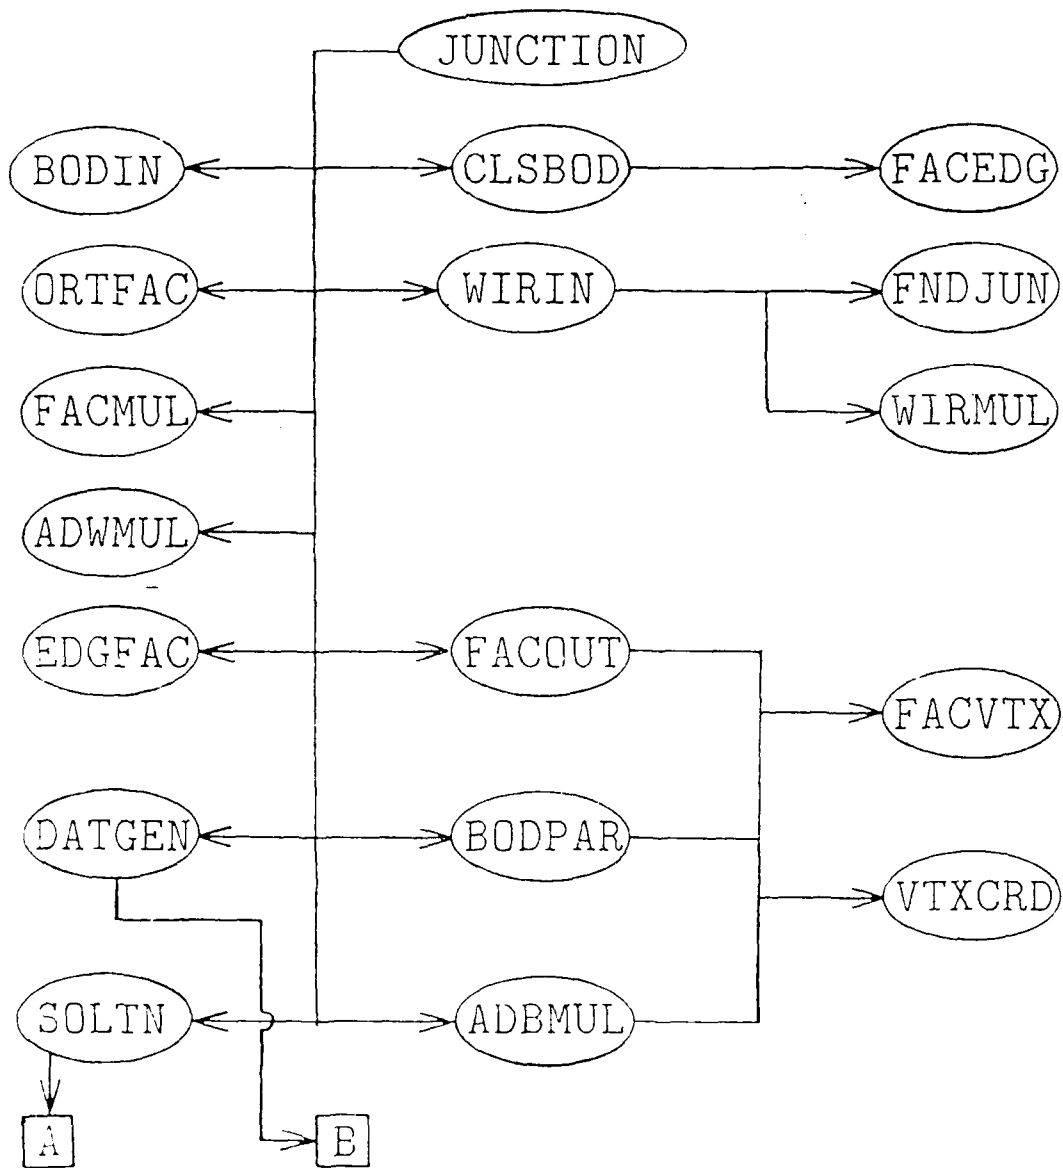 JUNCTION
BODIN CLSBOD FACEDG
ORTFAC WIRIN FNDJUN
FACMUL WIRMUL
ADWMUL
EDGFAC FACOUT
FACVTX
DATGEN BODPAR
VTXCRD
SOLTN ADBMUL
A B